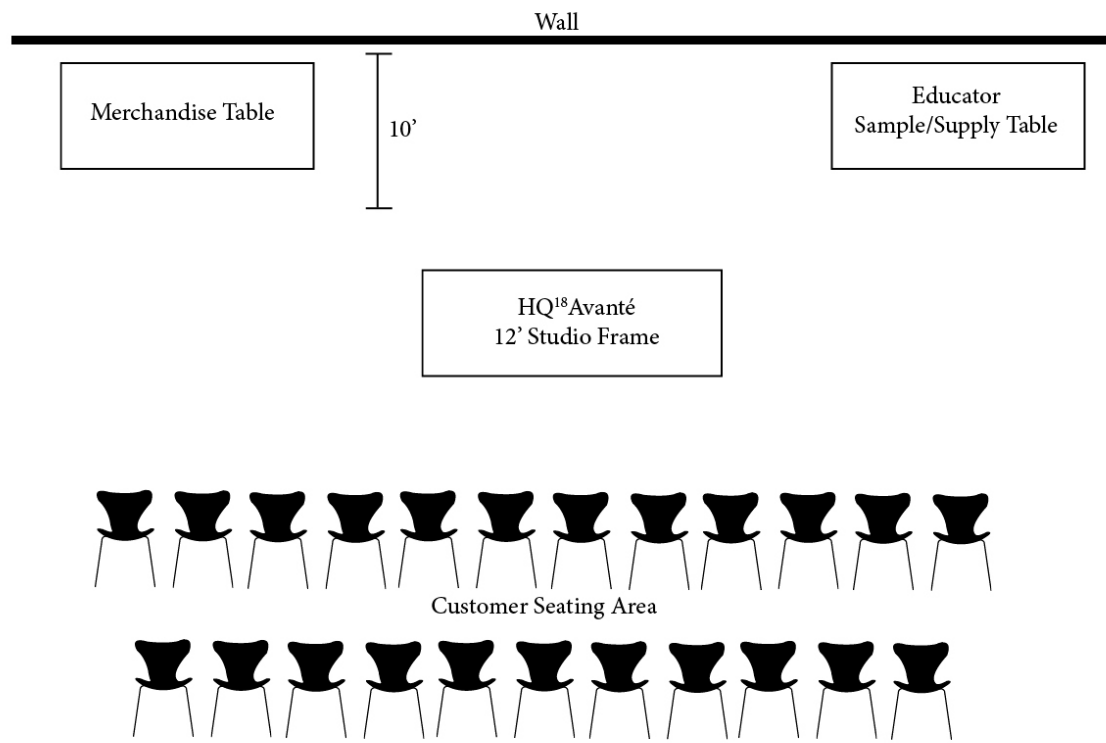 Wall
Merchandise Table
10’
Educator
Sample/Supply Table
HQ¹⁸Avanté
12’ Studio Frame
Customer Seating Area